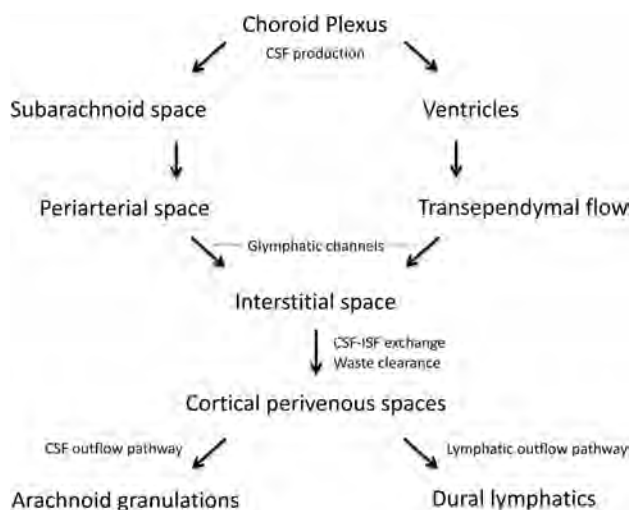 Choroid Plexus
CSF production
Subarachnoid space
Ventricles
Periarterial space
Transependymal flow
Glymphatic channels
Interstitial space
CSF-ISF exchange
Waste clearance
Cortical perivenous spaces
CSF outflow pathway
Lymphatic outflow pathway
Arachnoid granulations
Dural lymphatics